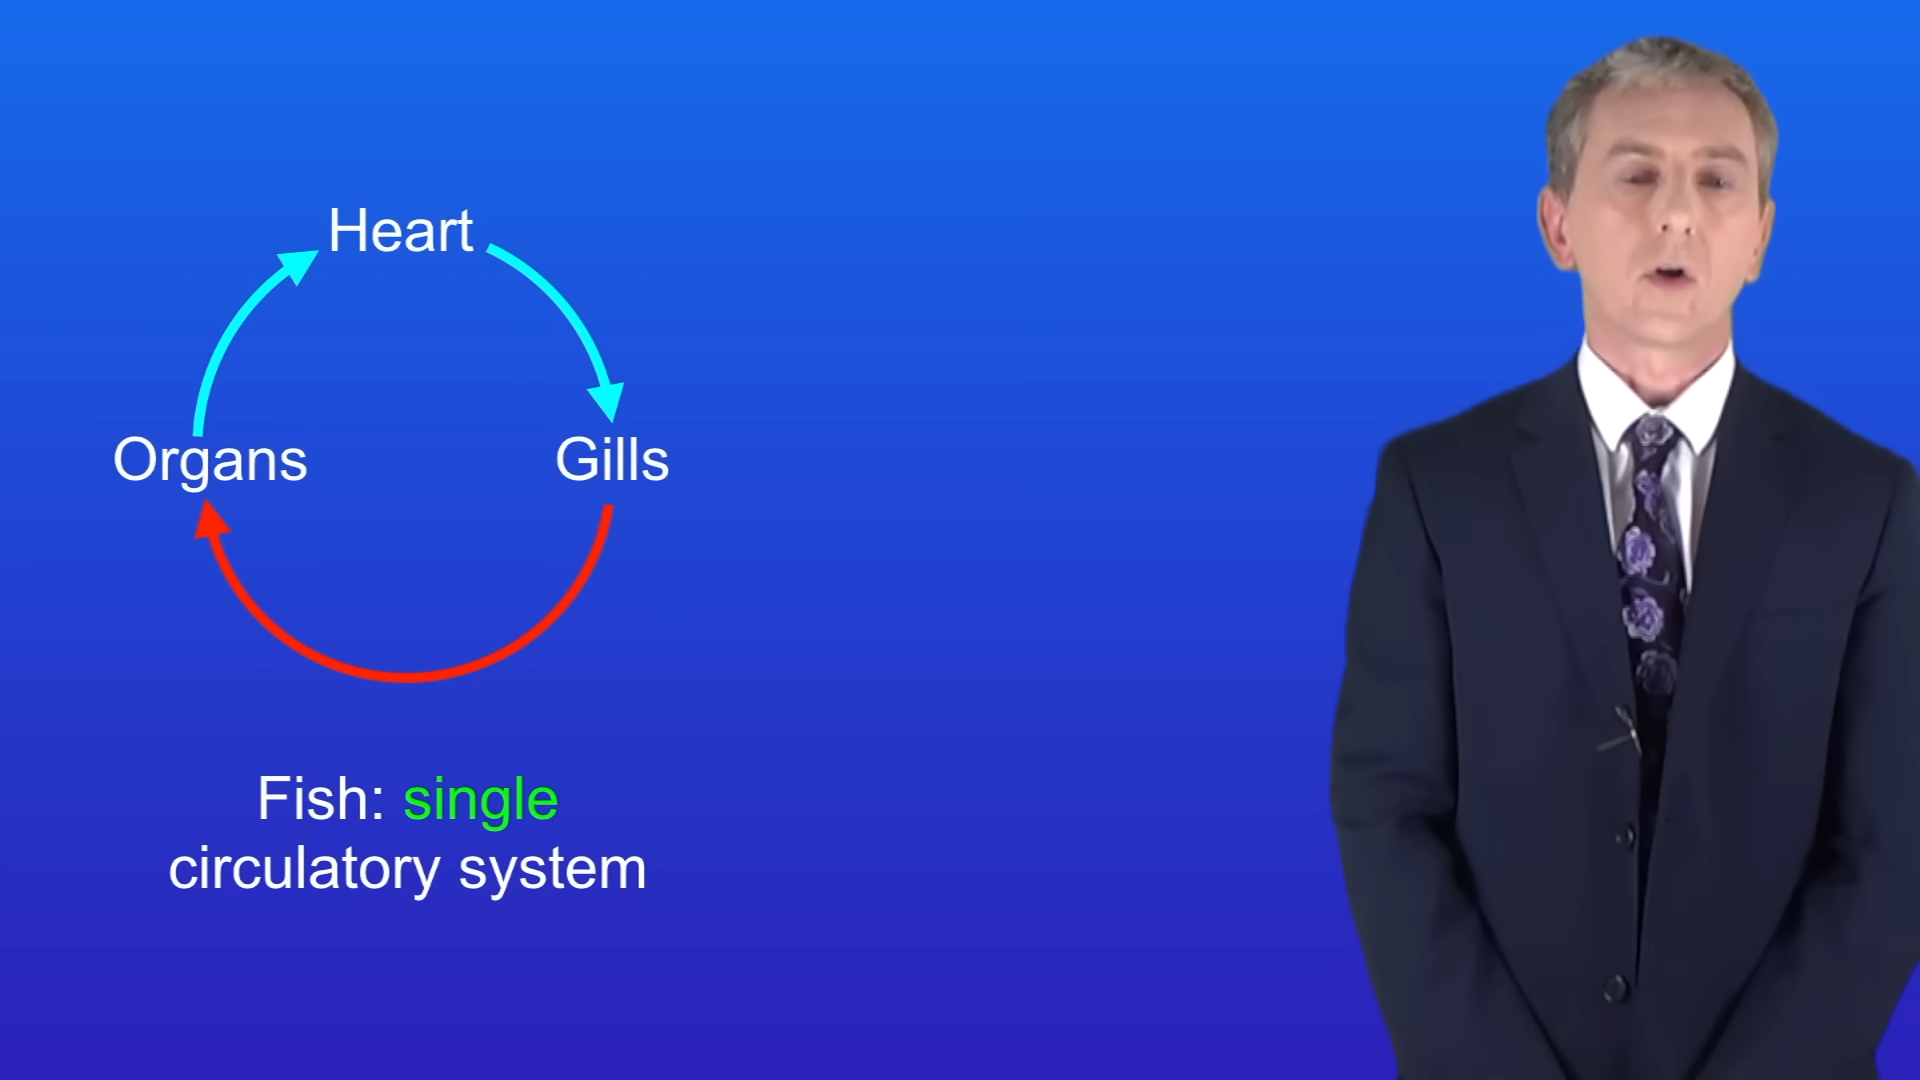 Heart
Organs
Gills
Fish: single
circulatory system